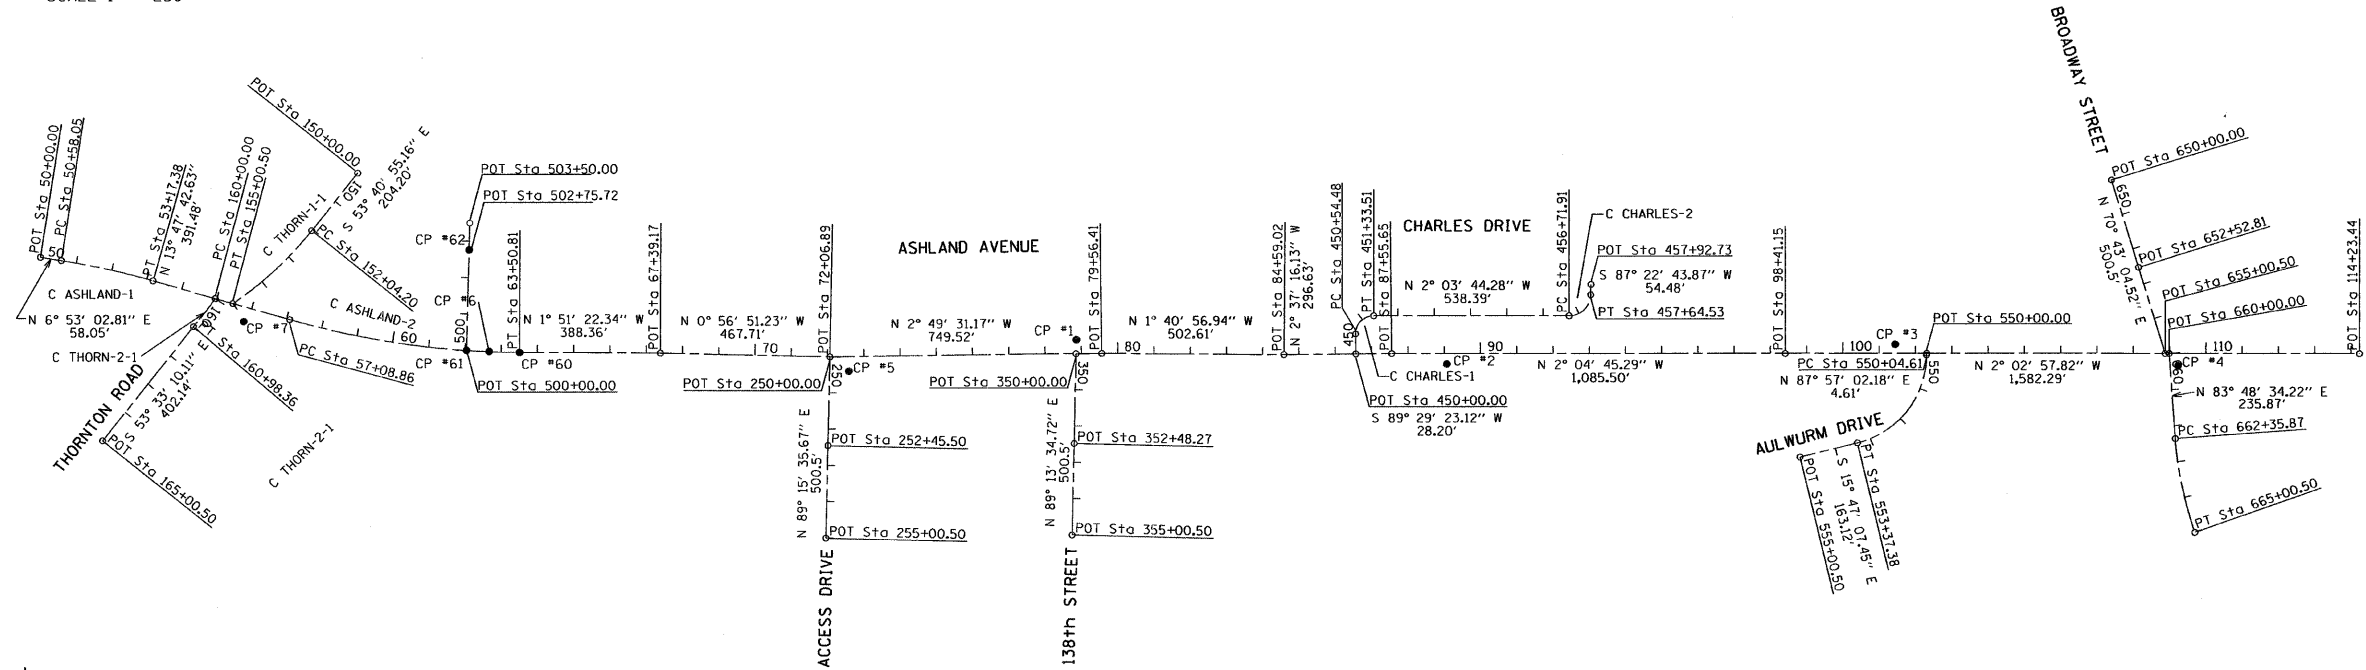 POT Sta 50+00.00
PC Sta 50+58.05
50
C ASHLAND-1
N 6° 53' 02.81" E
58.05'
PT Sta 53+17.38
N 13° 47' 42.63"
391.48'
PC Sta 160+00.00
PT Sta 155+00.50
POT Sta 150+00.00
150
C THORN-1-1
S 53° 40' 55.16" E
204.20'
PC Sta 152+04.20
C ASHLAND-2
CP #7
160
C THORN-2-1
THORNTON ROAD
S 53° 33' 10.11" E
402.14'
Sta 160+98.36
PC Sta 57+08.86
POT Sta 165+00.50
C THORN-2-1
60
POT Sta 503+50.00
POT Sta 502+75.72
CP #62
CP #6
500
CP #61
CP #60
POT Sta 500+00.00
PT Sta 63+50.81
N 1° 51' 22.34" W
388.36'
POT Sta 67+39.17
N 0° 56' 51.23" W
467.71'
70
POT Sta 72+06.89
POT Sta 250+00.00
250
CP #5
N 89° 15' 35.67" E
500.5'
POT Sta 252+45.50
POT Sta 255+00.50
ACCESS DRIVE
ASHLAND AVENUE
N 2° 49' 31.17" W
749.52'
CP #1
POT Sta 79+56.41
POT Sta 350+00.00
350
N 89° 13' 34.72" E
500.5'
POT Sta 352+48.27
POT Sta 355+00.50
138th STREET
80
N 1° 40' 56.94" W
502.61'
POT Sta 84+59.02
N 2° 37' 16.13" W
296.63'
PC Sta 450+54.48
450
PT Sta 451+33.51
POT Sta 87+55.65
C CHARLES-1
POT Sta 450+00.00
S 89° 29' 23.12" W
28.20'
CHARLES DRIVE
N 2° 03' 44.28" W
538.39'
PC Sta 456+71.91
C CHARLES-2
POT Sta 457+92.73
S 87° 22' 43.87" W
54.48'
PT Sta 457+64.53
90
CP #2
N 2° 04' 45.29" W
1,085.50'
POT Sta 98+41.15
100
CP #3
POT Sta 550+00.00
PC Sta 550+04.61
N 87° 57' 02.18" E
4.61'
550
N 2° 02' 57.82" W
1,582.29'
AULWURM DRIVE
PT Sta 553+37.38
S 15° 47' 07.45" E
163.12'
POT Sta 555+00.50
BROADWAY STREET
POT Sta 650+00.00
650
N 70° 43' 04.52" E
500.5'
POT Sta 652+52.81
POT Sta 655+00.50
POT Sta 660+00.00
110
POT Sta 114+23.44
CP #4
N 83° 48' 34.22" E
235.87'
PC Sta 662+35.87
PT Sta 665+00.50